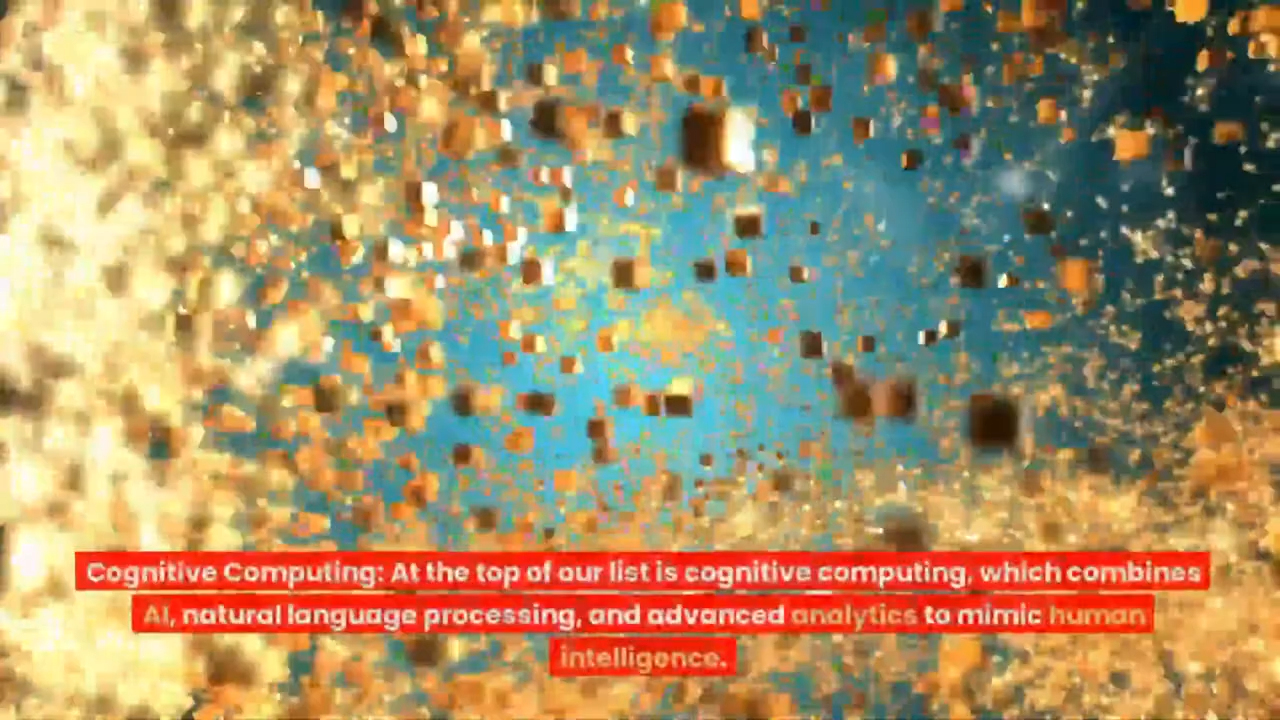 Cognitive Computing: At the top of our list is cognitive computing, which combines
AI, natural language processing, and advanced analytics to mimic human
intelligence.